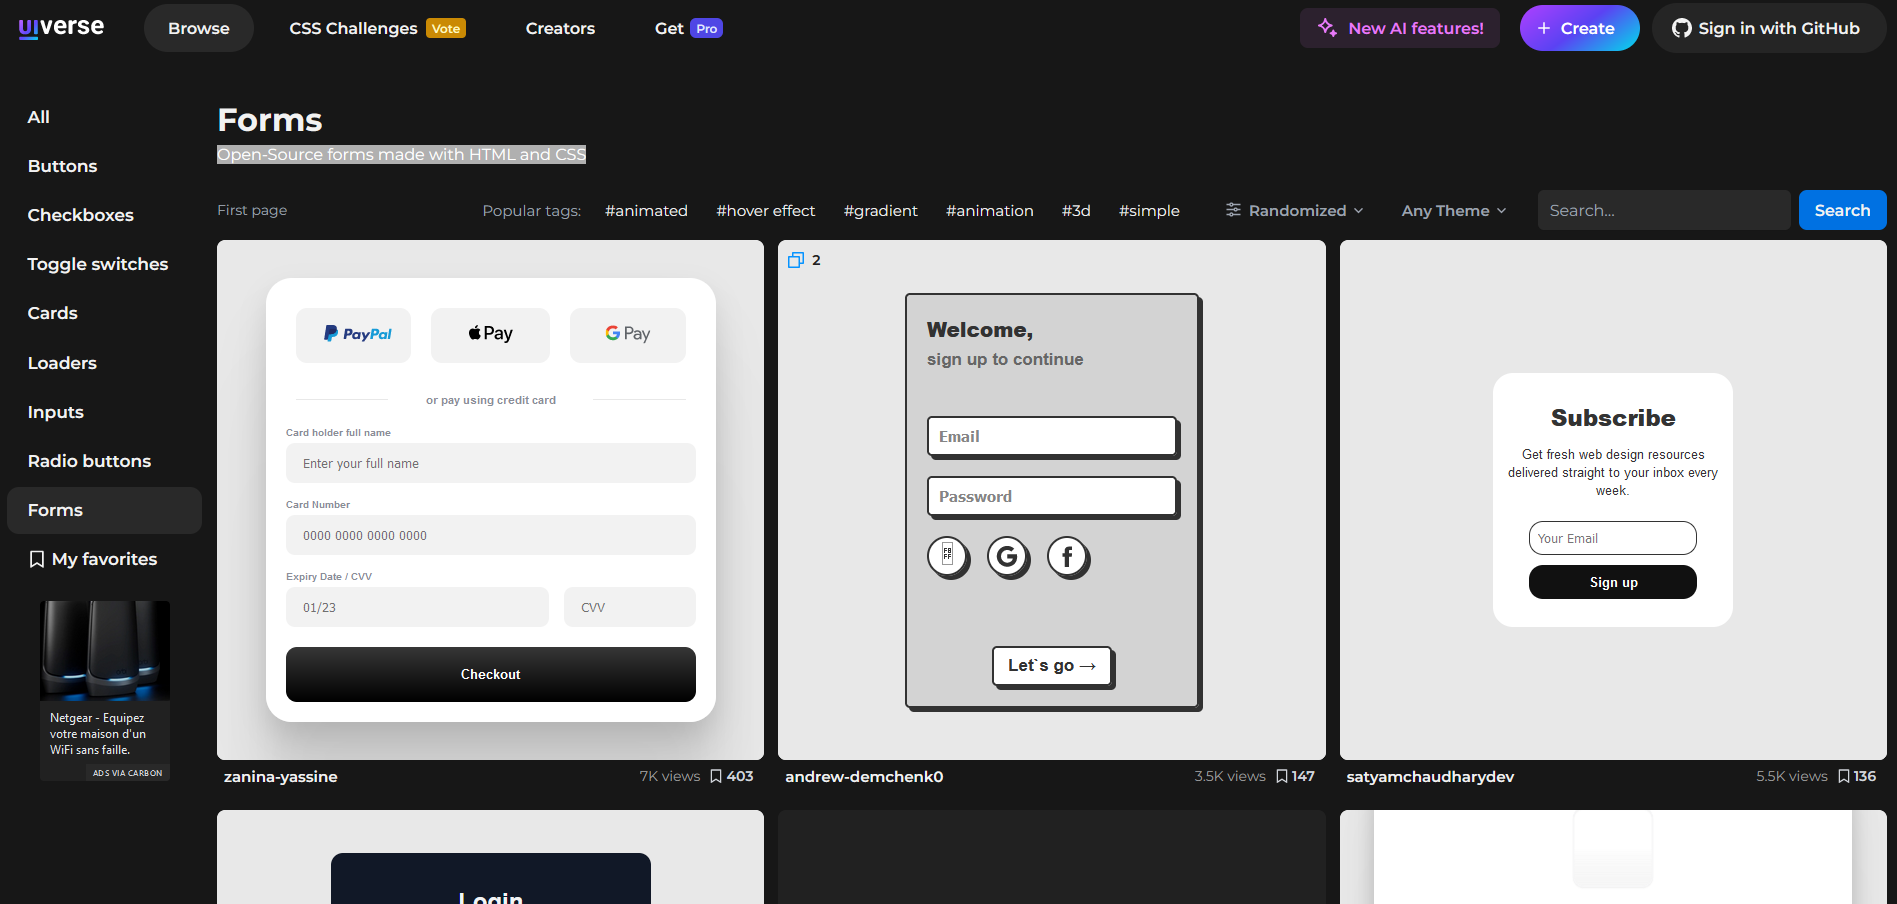 uiverse
Browse
CSS Challenges Vote
Creators
Get Pro
New AI features!
+ Create
Sign in with GitHub
All
Buttons
Checkboxes
Toggle switches
Cards
Loaders
Inputs
Radio buttons
Forms
My favorites
Netgear - Equipez
votre maison d'un
WiFi sans faille.
ADS VIA CARBON
Forms
Open-Source forms made with HTML and CSS
First page
Popular tags: #animated #hover effect #gradient #animation #3d #simple
Randomized
Any Theme
Search...
Search
PayPal
Pay
G Pay
or pay using credit card
Card holder full name
Enter your full name
Card Number
0000 0000 0000 0000
Expiry Date / CVV
01/23
CVV
Checkout
zanina-yassine
7K views 403
2
Welcome,
sign up to continue
Email
Password
FB
FF
G
f
Let`s go →
andrew-demchenk0
3.5K views 147
Subscribe
Get fresh web design resources
delivered straight to your inbox every
week.
Your Email
Sign up
satyamchaudharydev
5.5K views 136
Login